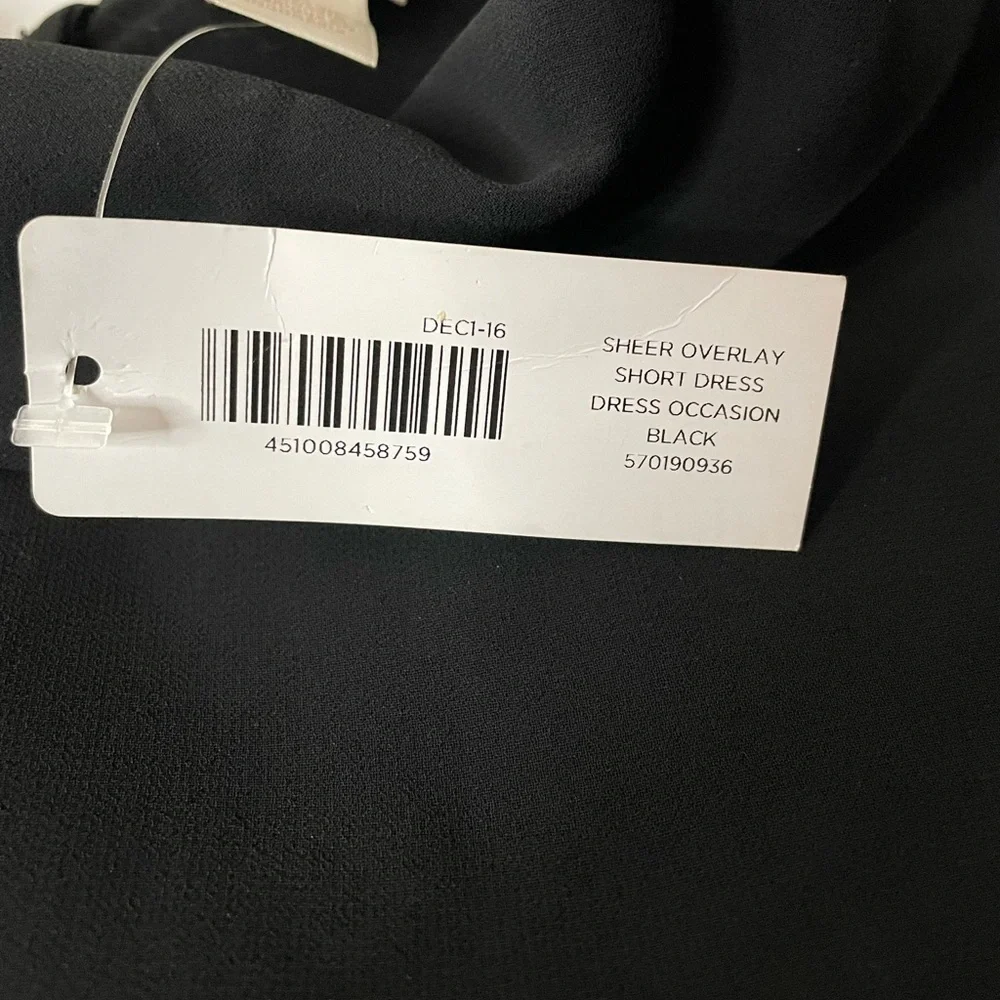 DEC1-16
451008458759
SHEER OVERLAY
SHORT DRESS
DRESS OCCASION
BLACK
570190936